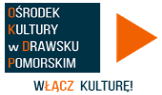 OŚRODEK
KULTURY
W DRAWSKU
POMORSKIM
WŁĄCZ KULTURĘ!